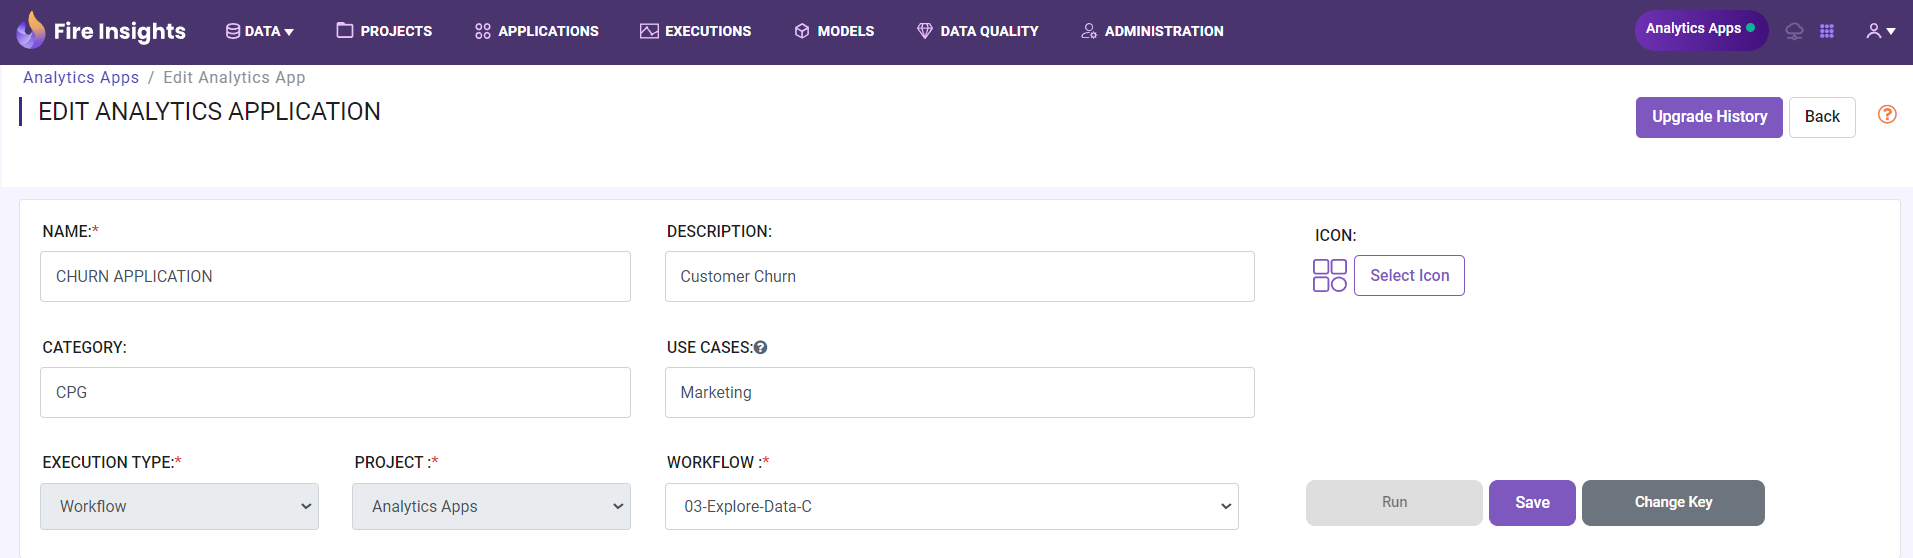 Fire Insights DATA PROJECTS APPLICATIONS EXECUTIONS MODELS DATA QUALITY ADMINISTRATION Analytics Apps
Analytics Apps / Edit Analytics App
EDIT ANALYTICS APPLICATION
Upgrade History Back ?
NAME:* DESCRIPTION: ICON:
CHURN APPLICATION Customer Churn Select Icon
CATEGORY: USE CASES:?
CPG Marketing
EXECUTION TYPE:* PROJECT :* WORKFLOW :*
Workflow Analytics Apps 03-Explore-Data-C Run Save Change Key